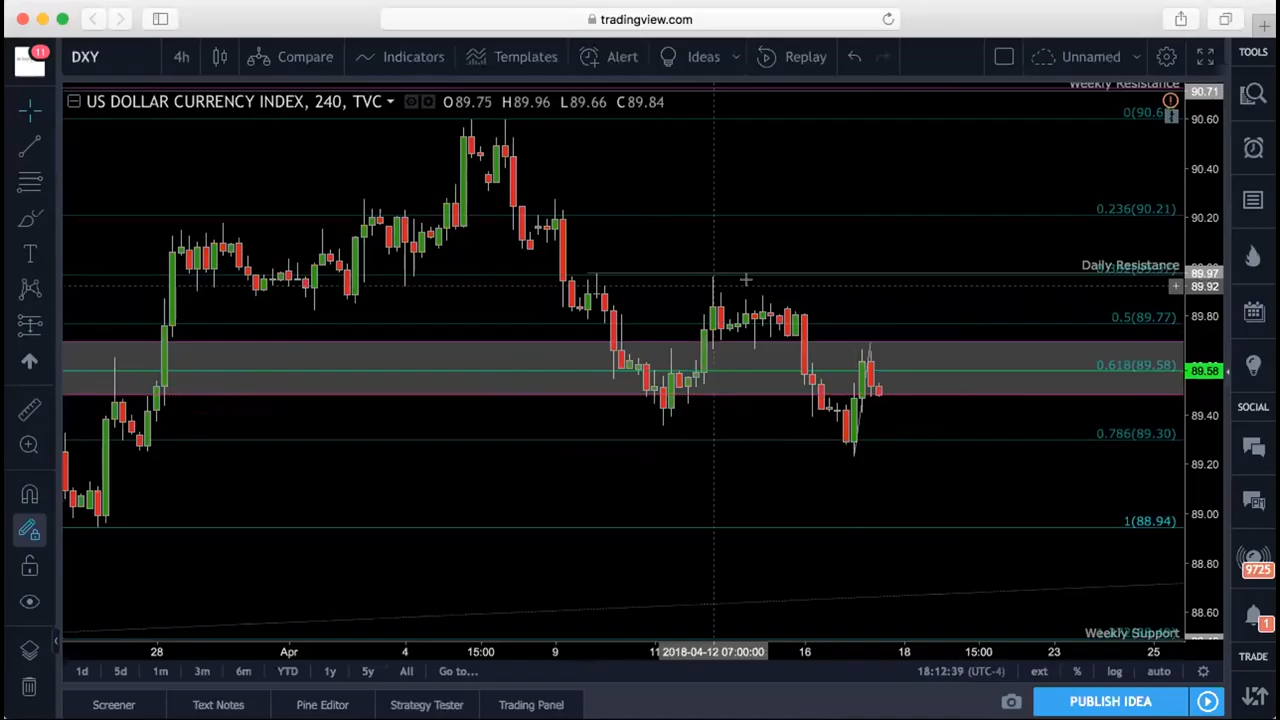 tradingview.com
11
DXY
4h
Compare
Indicators
Templates
Alert
Ideas
Replay
Unnamed
TOOLS
US DOLLAR CURRENCY INDEX, 240, TVC
O89.75 H89.96 L89.66 C89.84
Weekly Resistance
90.71
0(90.6
90.60
90.40
0.236(90.21)
90.20
Daily Resistance
89.97
89.92
0.5(89.77)
89.80
0.618(89.58)
89.58
89.40
0.786(89.30)
89.20
1(88.94)
89.00
88.80
88.60
Weekly Support
SOCIAL
9725
1
TRADE
28
Apr
4
15:00
9
11
2018-04-12 07:00:00
16
18
15:00
23
25
1d
5d
1m
3m
6m
YTD
1y
5y
All
Go to...
18:12:39 (UTC-4)
ext
%
log
auto
Screener
Text Notes
Pine Editor
Strategy Tester
Trading Panel
PUBLISH IDEA